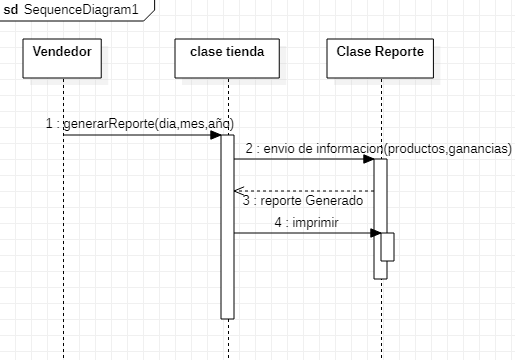 sd SequenceDiagram1
Vendedor
clase tienda
Clase Reporte
1 : generarReporte(dia,mes,año)
2 : envio de informacion(productos,ganancias)
3 : reporte Generado
4 : imprimir